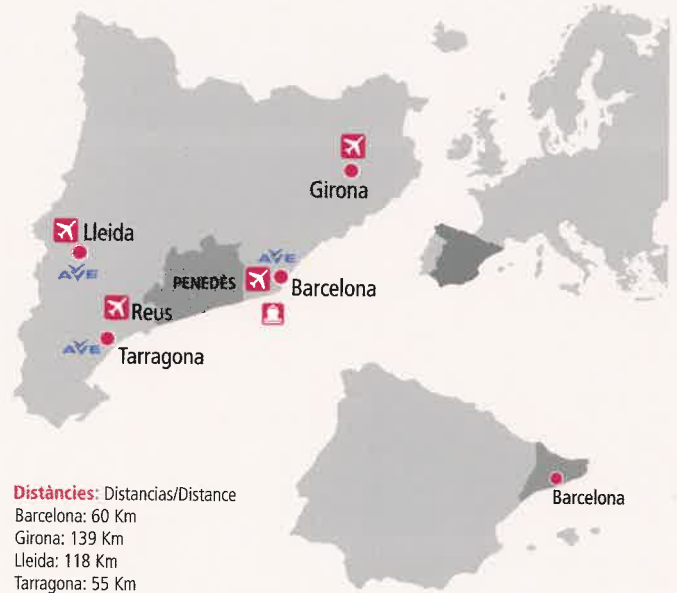 Girona
Lleida
AVE
PENEDÈS
AVE
Barcelona
Reus
AVE
Tarragona
Barcelona
Distàncies: Distancias/Distance
Barcelona: 60 Km
Girona: 139 Km
Lleida: 118 Km
Tarragona: 55 Km